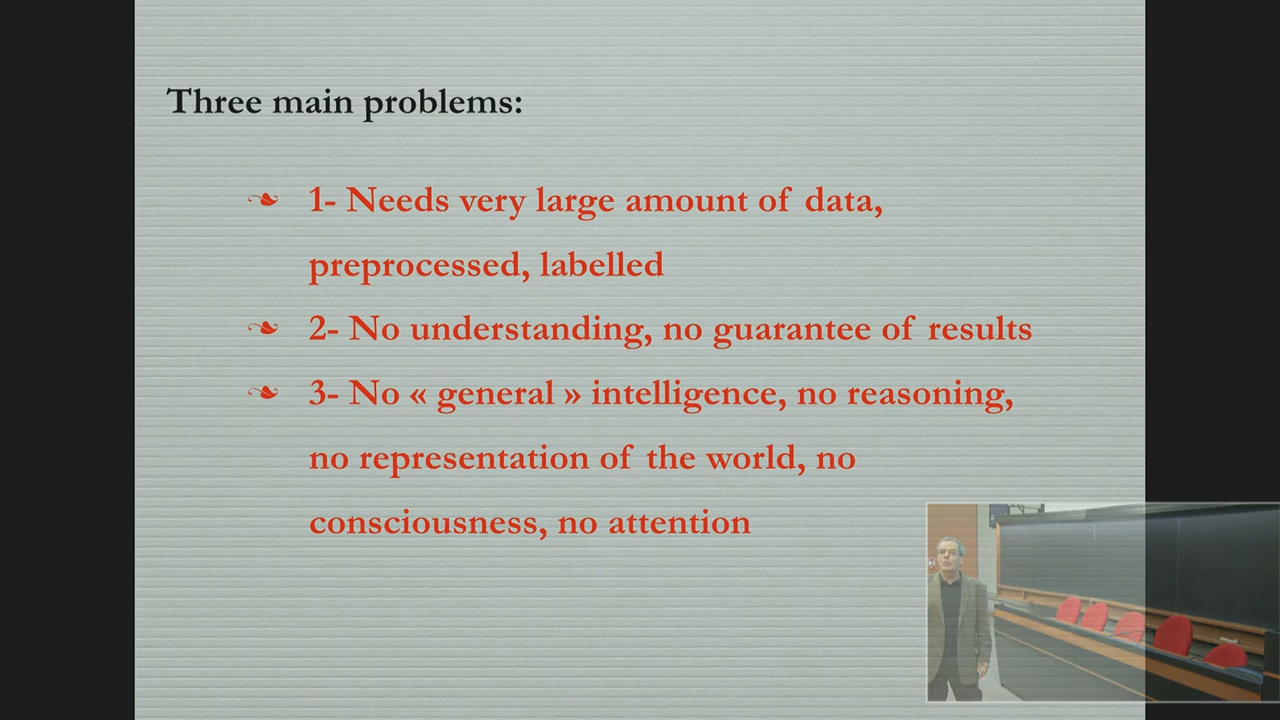 Three main problems:
1- Needs very large amount of data,
preprocessed, labelled
2- No understanding, no guarantee of results
3- No « general » intelligence, no reasoning,
no representation of the world, no
consciousness, no attention